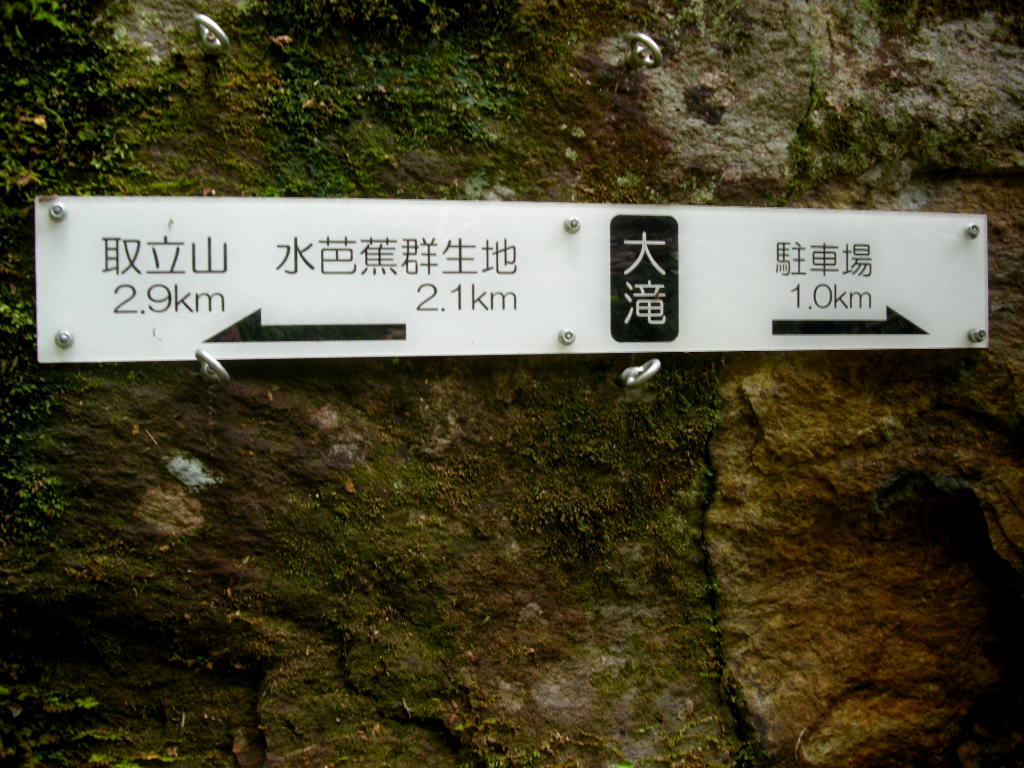 取立山 水芭蕉群生地
2.9km 2.1km
大滝
駐車場
1.0km